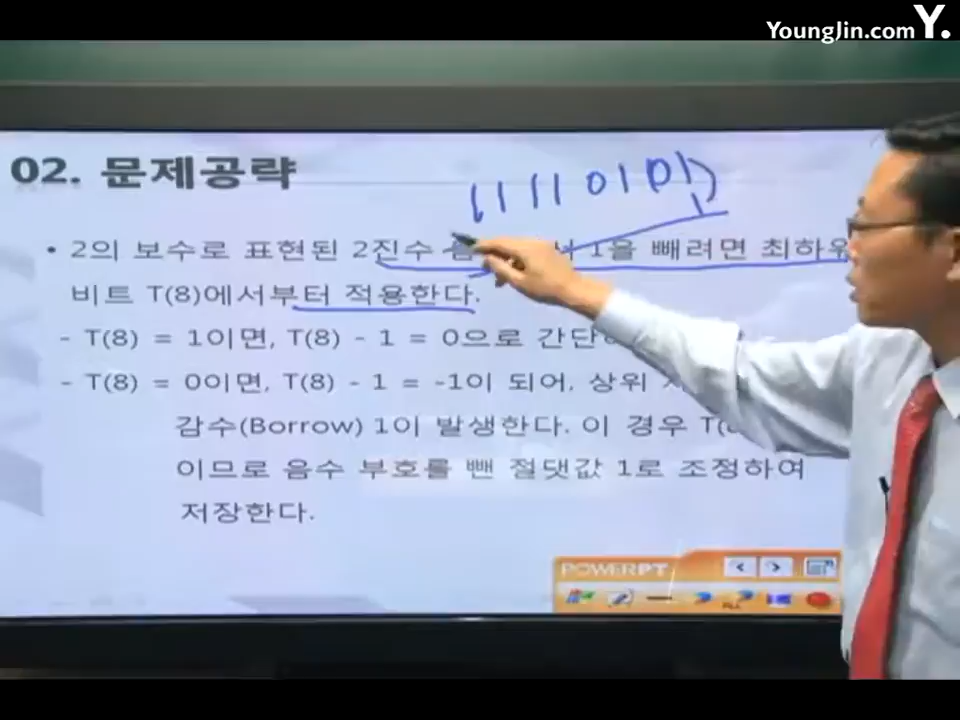 YoungJin.com Y.
02. 문제공략
1111010
• 2의 보수로 표현된 2진수 1을 빼려면 최하위
비트 T(8)에서부터 적용한다.
- T(8) = 1이면, T(8) - 1 = 0으로
- T(8) = 0이면, T(8) - 1 = -1이 되어, 상위
감수(Borrow) 1이 발생한다. 이 경우
이므로 음수 부호를 뺀 절댓값 1로 조정하여
저장한다.
POWERPT